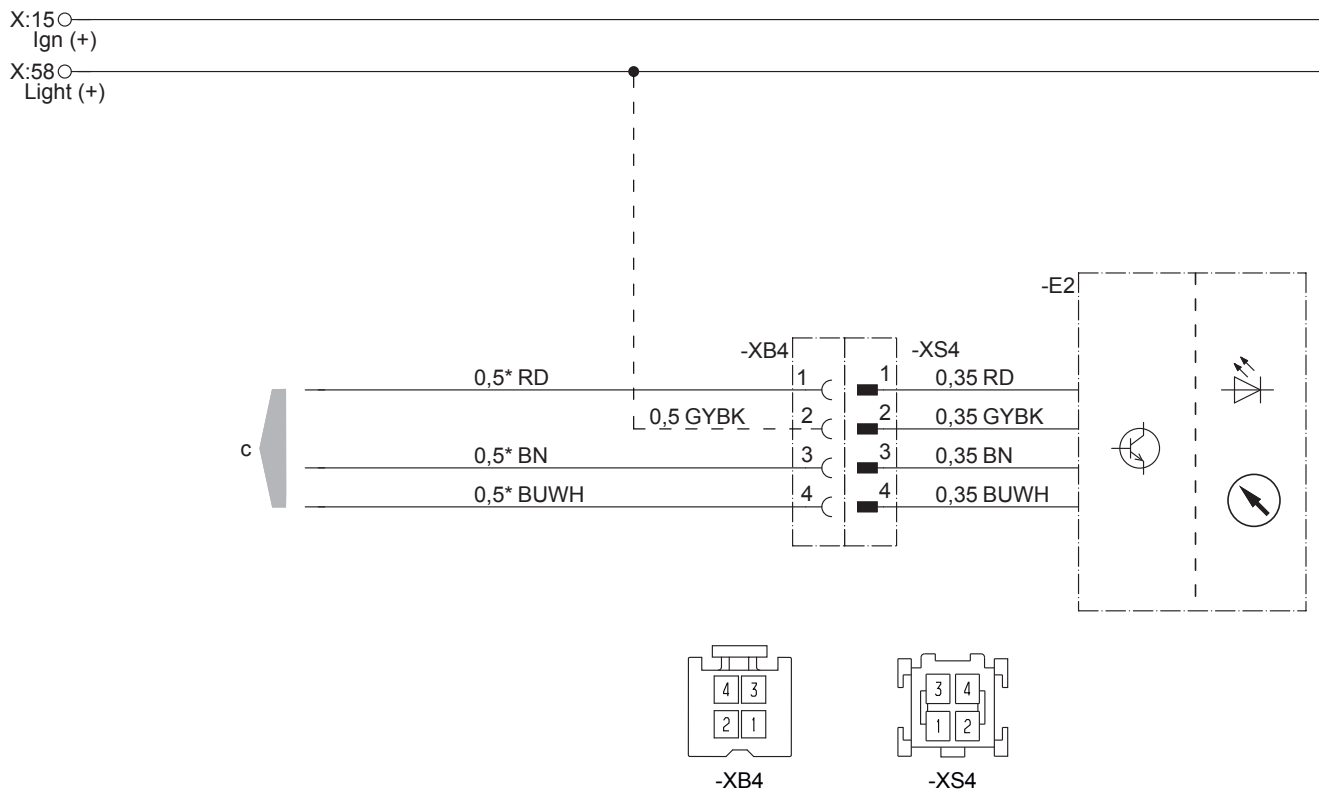 X:15
Ign (+)
X:58
Light (+)
-E2
-XB4
-XS4
0,5* RD
1
1
0,35 RD
0,5 GYBK
2
2
0,35 GYBK
c
0,5* BN
3
3
0,35 BN
0,5* BUWH
4
4
0,35 BUWH
4 3
3 4
2 1
1 2
-XB4
-XS4